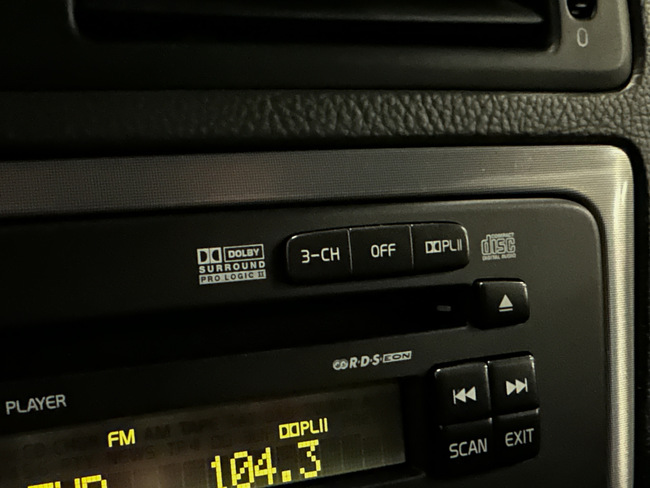 0
DOLBY
SURROUND
PRO LOGIC II
3-CH OFF PLII
COMPACT
disc
DIGITAL AUDIO
R·D·S EON
PLAYER
FM PLII
104.3
SCAN EXIT